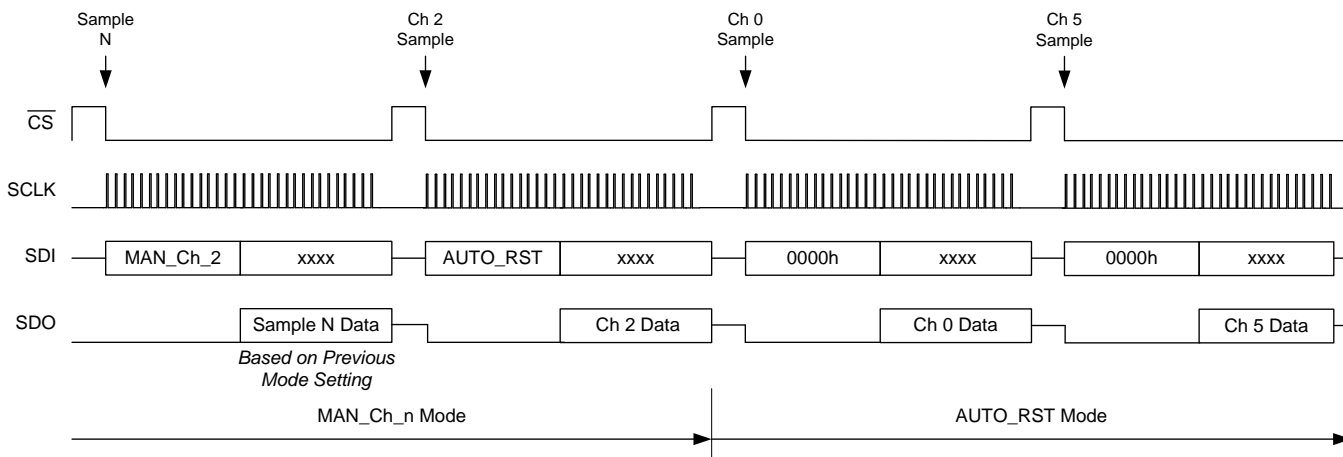 Sample
N
Ch 2
Sample
Ch 0
Sample
Ch 5
Sample
CS
SCLK
SDI
MAN_Ch_2
xxxx
AUTO_RST
xxxx
0000h
xxxx
0000h
xxxx
SDO
Sample N Data
Ch 2 Data
Ch 0 Data
Ch 5 Data
Based on Previous
Mode Setting
MAN_Ch_n Mode
AUTO_RST Mode